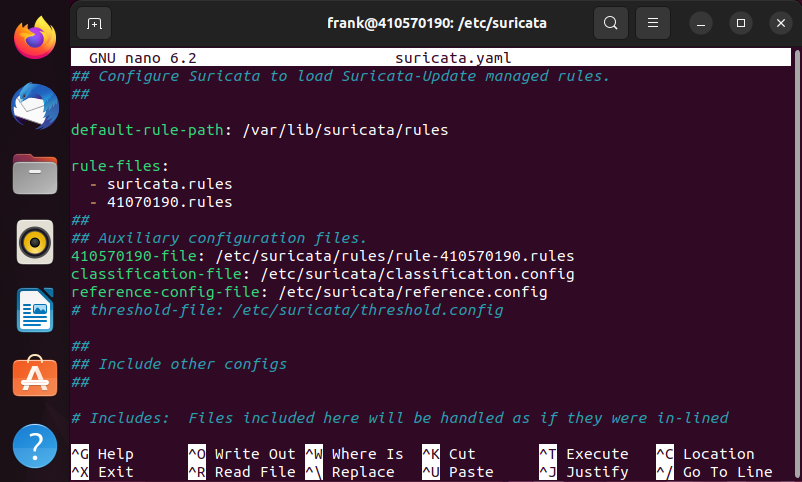 frank@410570190: /etc/suricata
GNU nano 6.2 suricata.yaml
## Configure Suricata to load Suricata-Update managed rules.
##
default-rule-path: /var/lib/suricata/rules
rule-files:
- suricata.rules
- 41070190.rules
##
## Auxiliary configuration files.
410570190-file: /etc/suricata/rules/rule-410570190.rules
classification-file: /etc/suricata/classification.config
reference-config-file: /etc/suricata/reference.config
# threshold-file: /etc/suricata/threshold.config
##
## Include other configs
##
# Includes:  Files included here will be handled as if they were in-lined
^G Help ^O Write Out ^W Where Is ^K Cut ^T Execute ^C Location
^X Exit ^R Read File ^\ Replace ^U Paste ^J Justify ^/ Go To Line